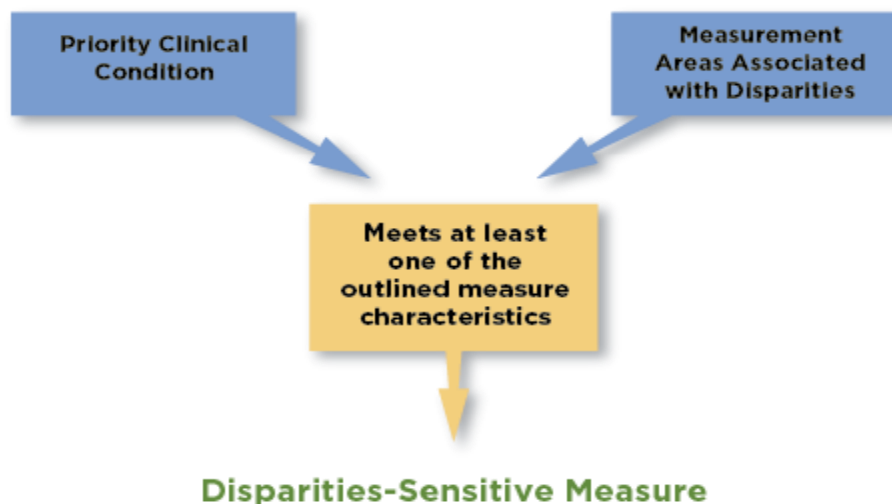 Priority Clinical
Condition
Measurement
Areas Associated
with Disparities
Meets at least
one of the
outlined measure
characteristics
Disparities-Sensitive Measure